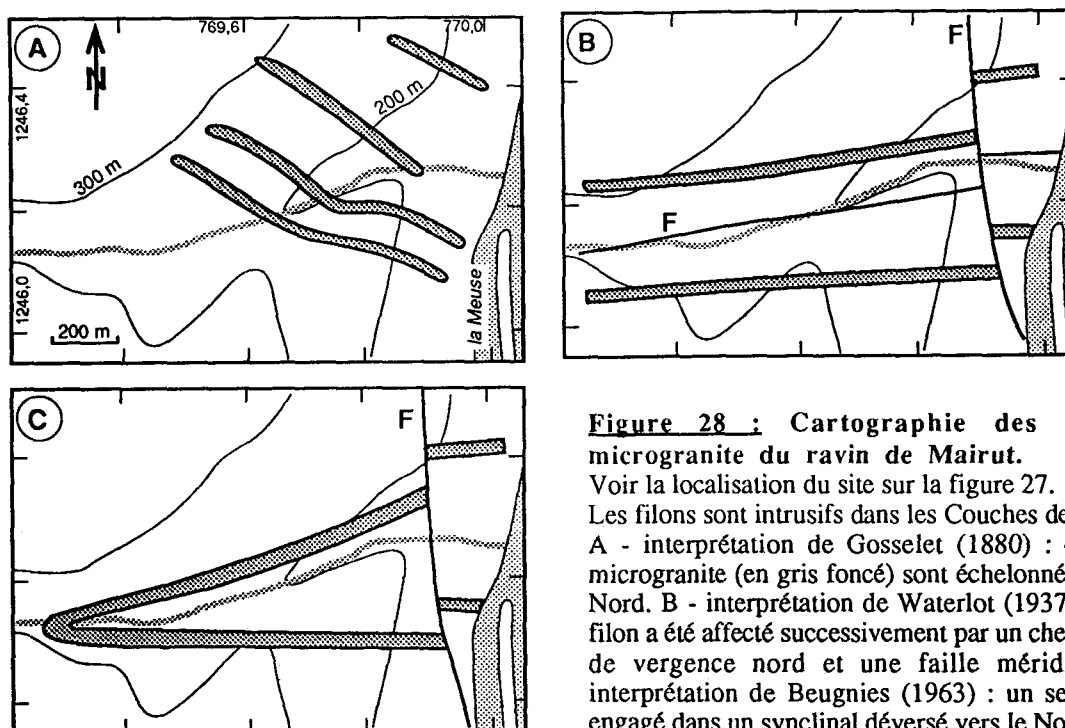 A
N
769,6
770,0
1246,4
200 m
300 m
1246,0
200 m
la Meuse
B
F
F
C
F
Figure 28 : Cartographie des
microgranite du ravin de Mairut.
Voir la localisation du site sur la figure 27.
Les filons sont intrusifs dans les Couches de
A - interprétation de Gosselet (1880) :
microgranite (en gris foncé) sont échelonné
Nord. B - interprétation de Waterlot (1937
filon a été affecté successivement par un che
de vergence nord et une faille mérid
interprétation de Beugnies (1963) : un se
engagé dans un synclinal déversé vers le No